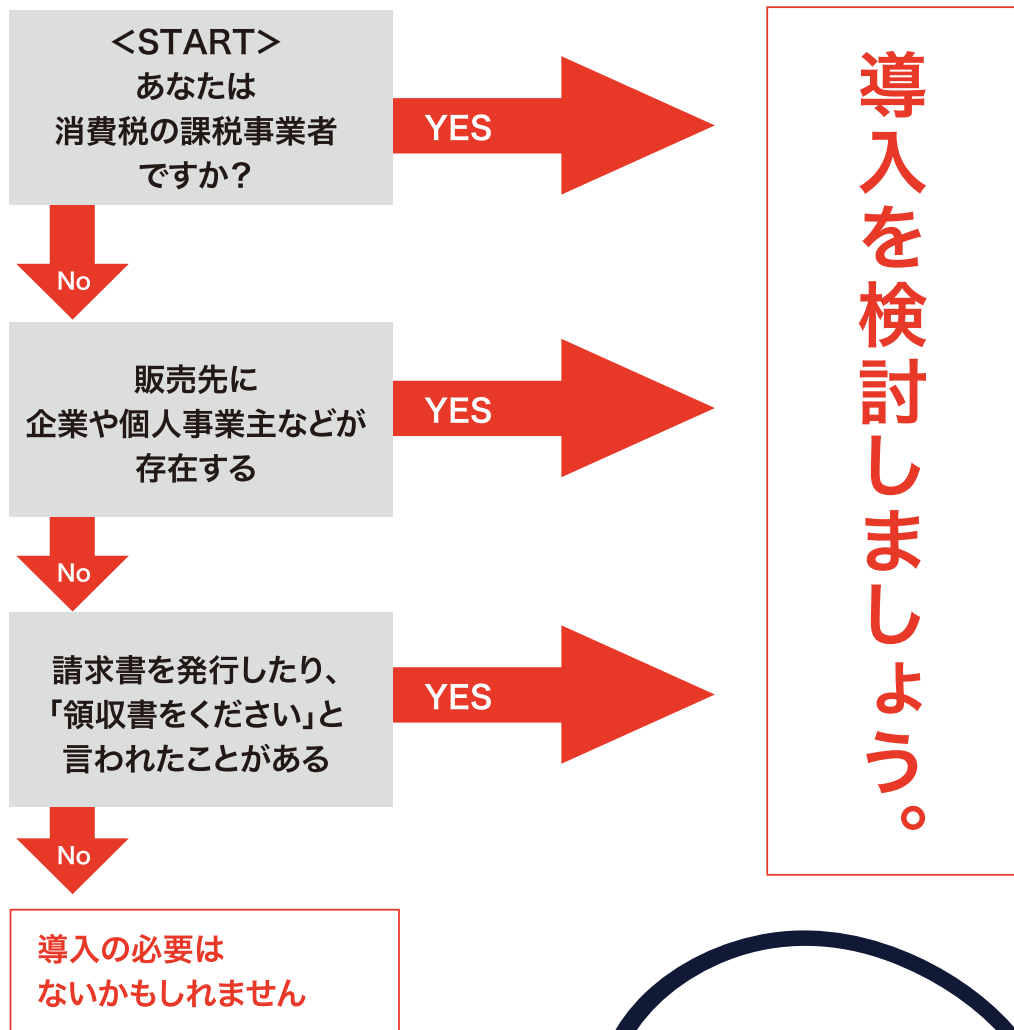 ＜START＞
あなたは
消費税の課税事業者
ですか？
YES
No
販売先に
企業や個人事業主などが
存在する
YES
No
請求書を発行したり、
「領収書をください」と
言われたことがある
YES
No
導入の必要は
ないかもしれません
導入を検討しましょう。